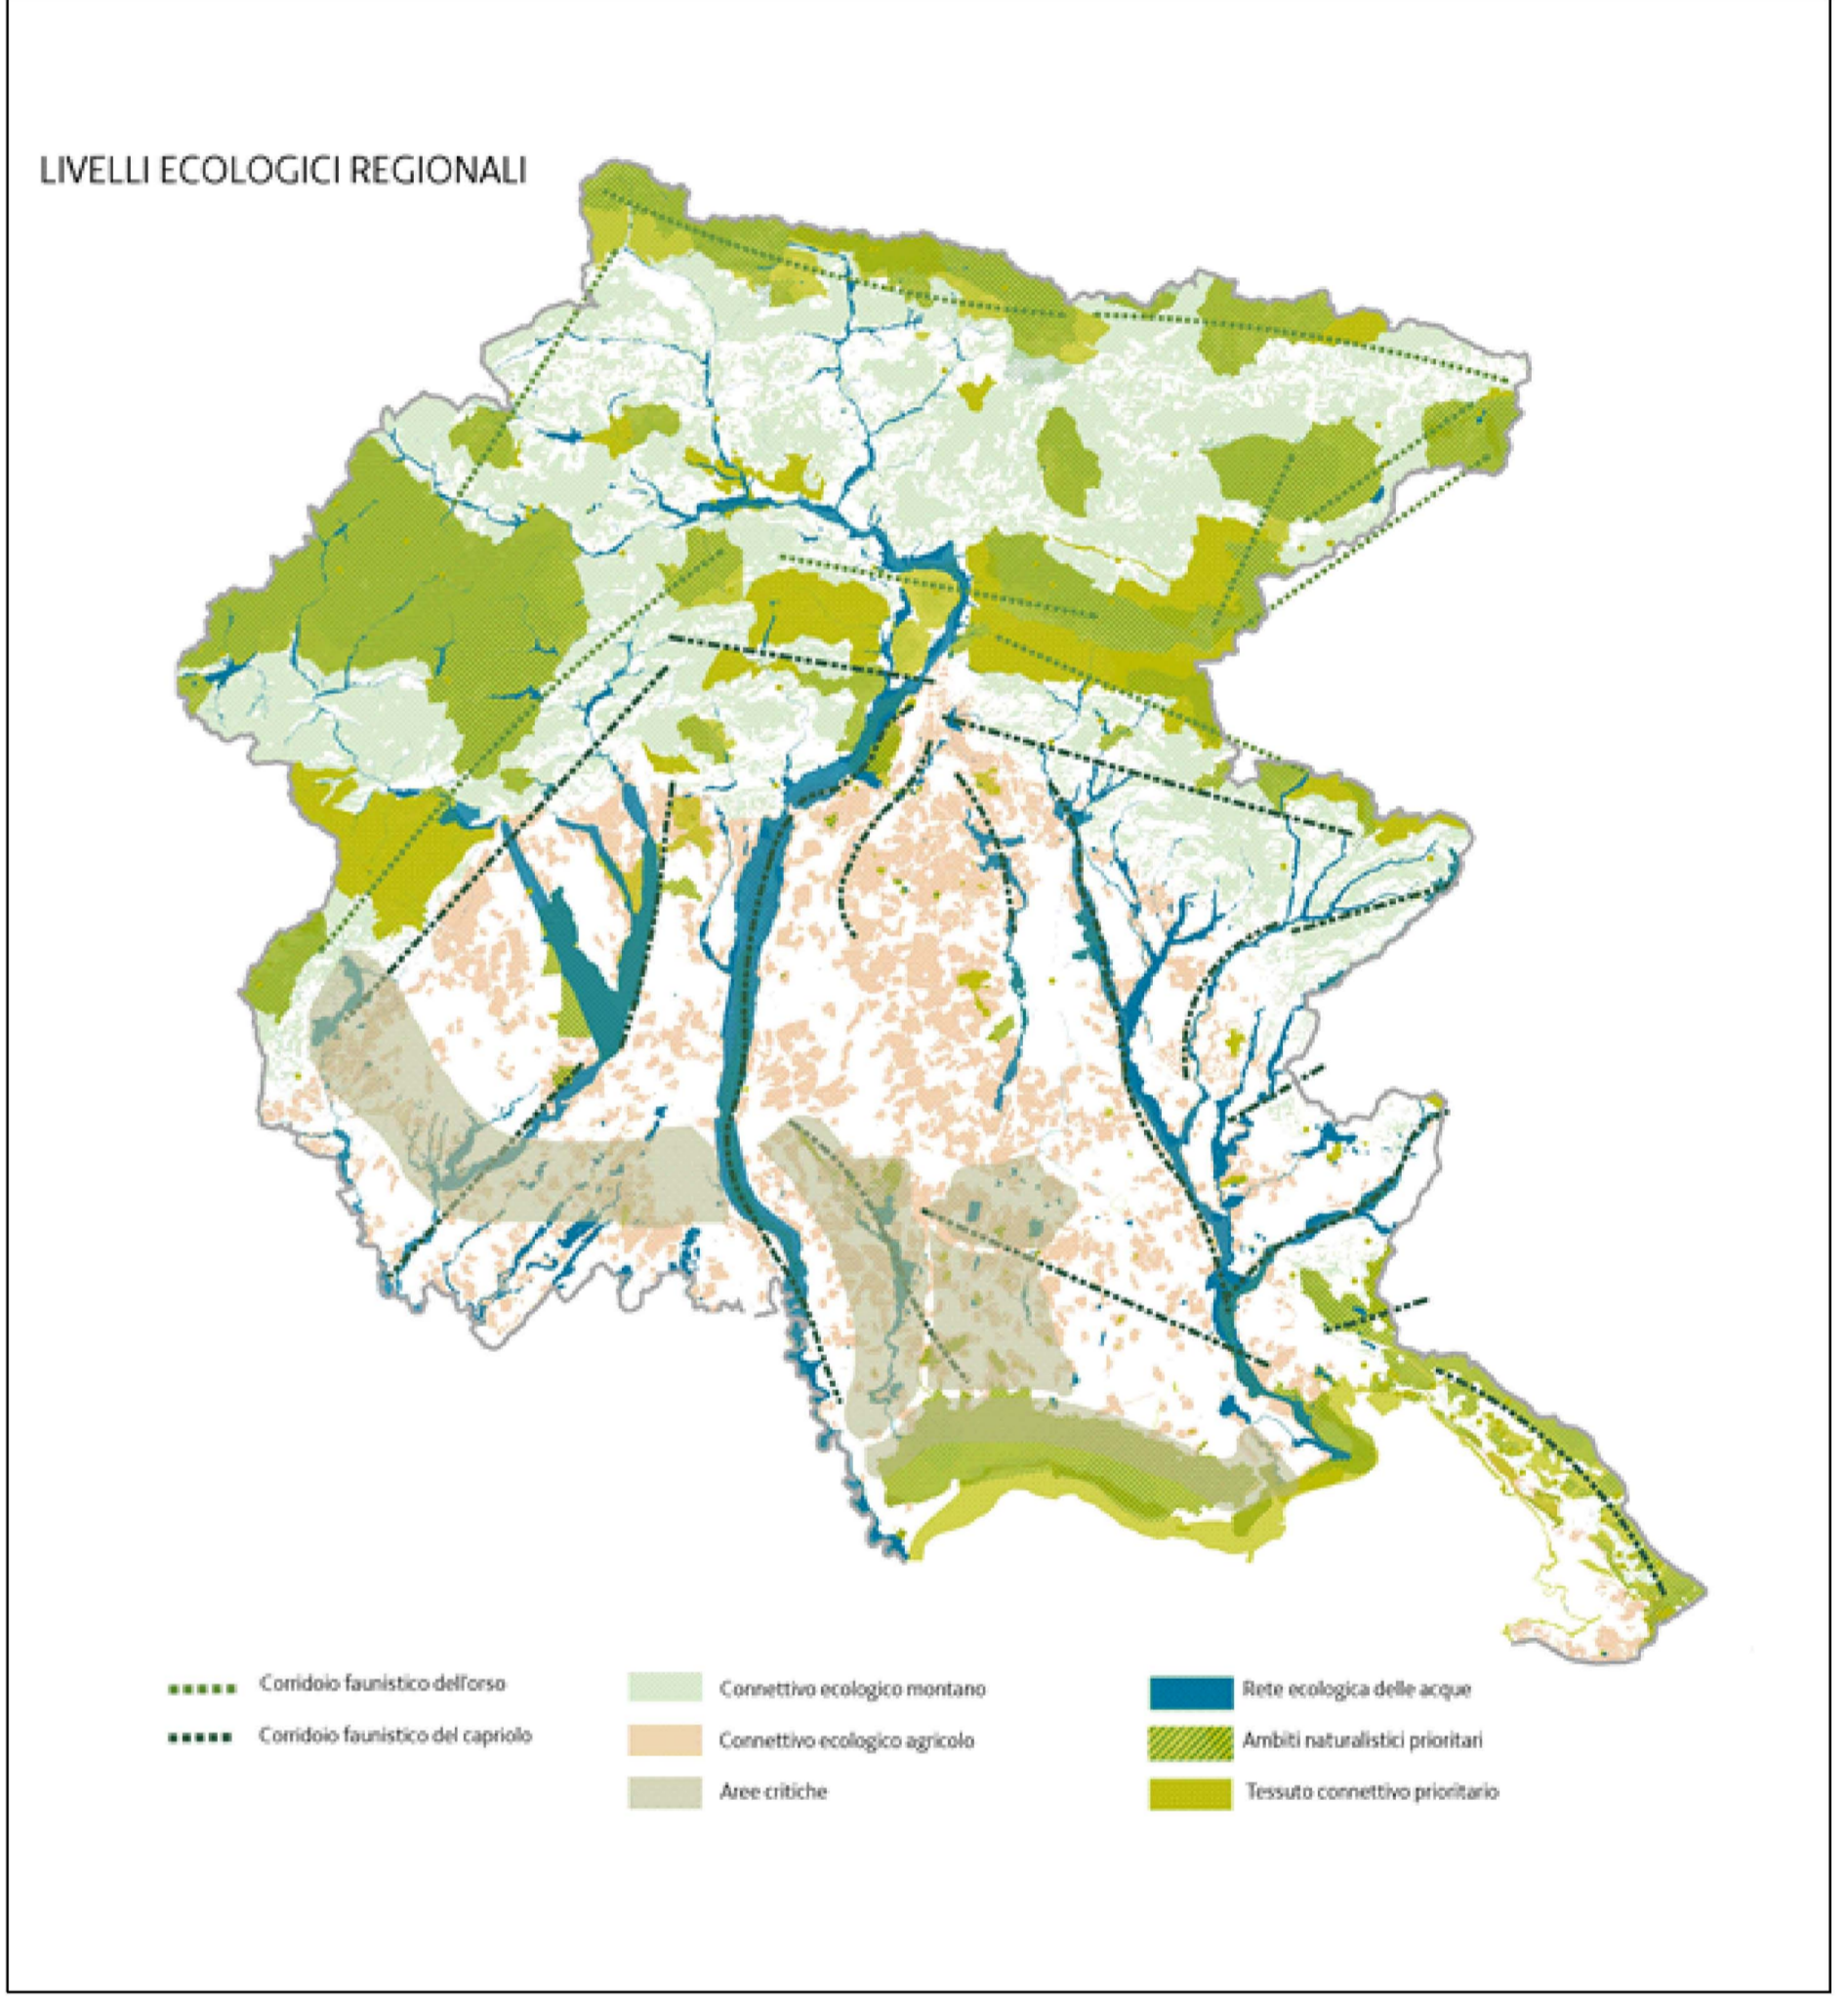 LIVELLI ECOLOGICI REGIONALI
Corridoio faunistico dell'orso
Corridoio faunistico del capriolo
Connettivo ecologico montano
Connettivo ecologico agricolo
Aree critiche
Rete ecologica delle acque
Ambiti naturalistici prioritari
Tessuto connettivo prioritario